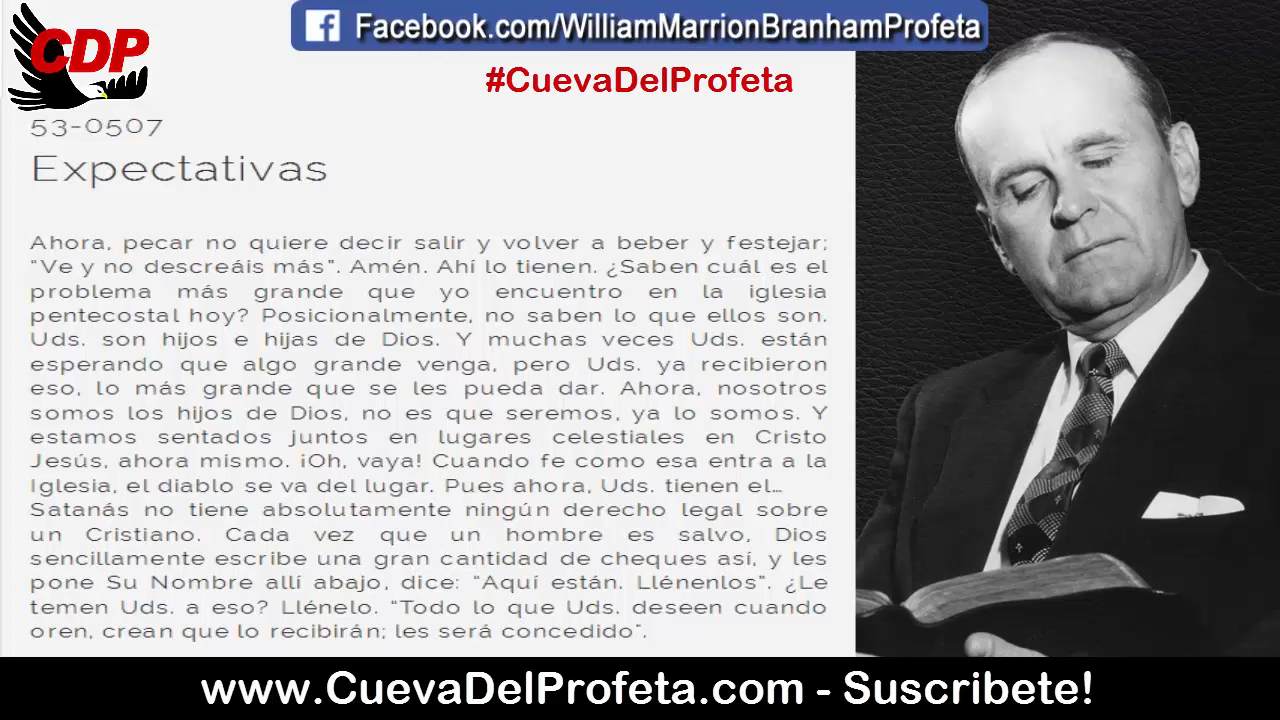 Facebook.com/WilliamMarrionBranhamProfeta
CDP
#CuevaDelProfeta
53-0507
Expectativas
Ahora, pecar no quiere decir salir y volver a beber y festejar;
“Ve y no descreáis más”. Amén. Ahí lo tienen. ¿Saben cuál es el
problema más grande que yo encuentro en la iglesia
pentecostal hoy? Posicionalmente, no saben lo que ellos son.
Uds. son hijos e hijas de Dios. Y muchas veces Uds. están
esperando que algo grande venga, pero Uds. ya recibieron
eso, lo más grande que se les pueda dar. Ahora, nosotros
somos los hijos de Dios, no es que seremos, ya lo somos. Y
estamos sentados juntos en lugares celestiales en Cristo
Jesús, ahora mismo. ¡Oh, vaya! Cuando fe como esa entra a la
Iglesia, el diablo se va del lugar. Pues ahora, Uds. tienen el…
Satanás no tiene absolutamente ningún derecho legal sobre
un Cristiano. Cada vez que un hombre es salvo, Dios
sencillamente escribe una gran cantidad de cheques así, y les
pone Su Nombre allí abajo, dice: “Aquí están. Llénenlos”. ¿Le
temen Uds. a eso? Llénelo. “Todo lo que Uds. deseen cuando
oren, crean que lo recibirán; les será concedido”.
www.CuevaDelProfeta.com - Suscribete!